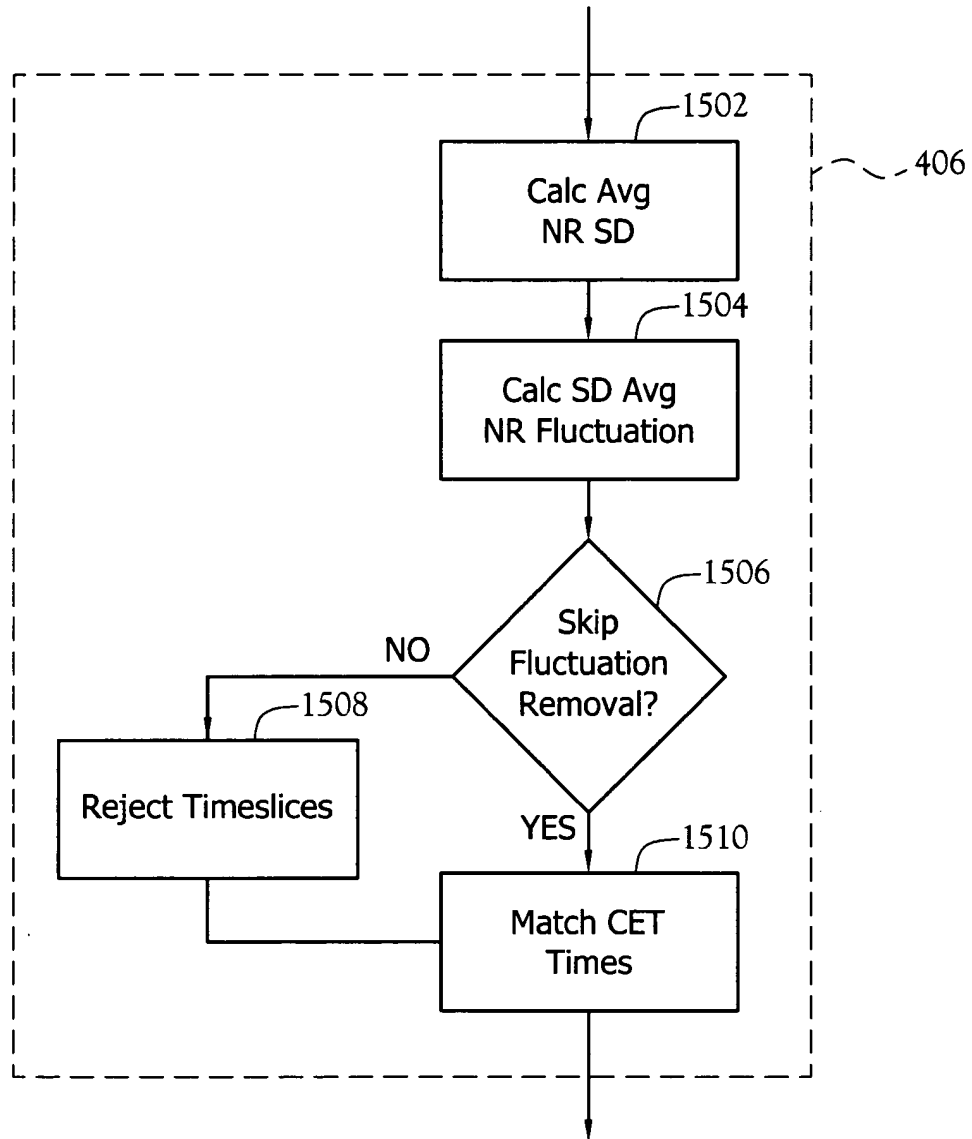 1502
406
Calc Avg
NR SD
1504
Calc SD Avg
NR Fluctuation
1506
Skip
Fluctuation
Removal?
NO
1508
Reject Timeslices
YES
1510
Match CET
Times